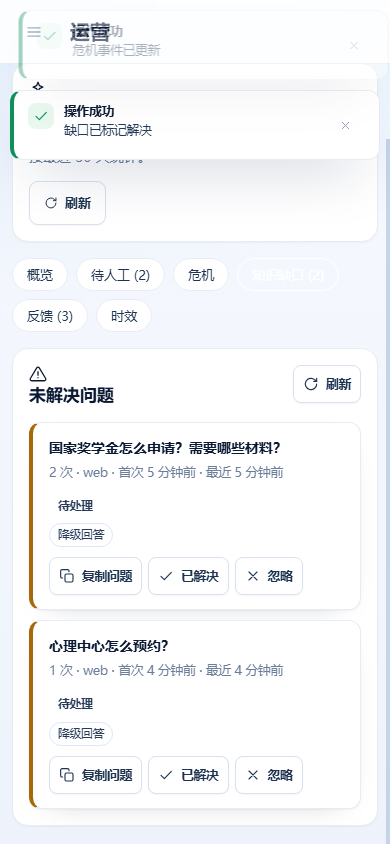 运营
危机事件已更新
操作成功
缺口已标记解决
刷新
概览
待人工 (2)
危机
知识缺口 (2)
反馈 (3)
时效
未解决问题
刷新
国家奖学金怎么申请？需要哪些材料？
2 次 · web · 首次 5 分钟前 · 最近 5 分钟前
待处理
降级回答
复制问题
已解决
忽略
心理中心怎么预约？
1 次 · web · 首次 4 分钟前 · 最近 4 分钟前
待处理
降级回答
复制问题
已解决
忽略